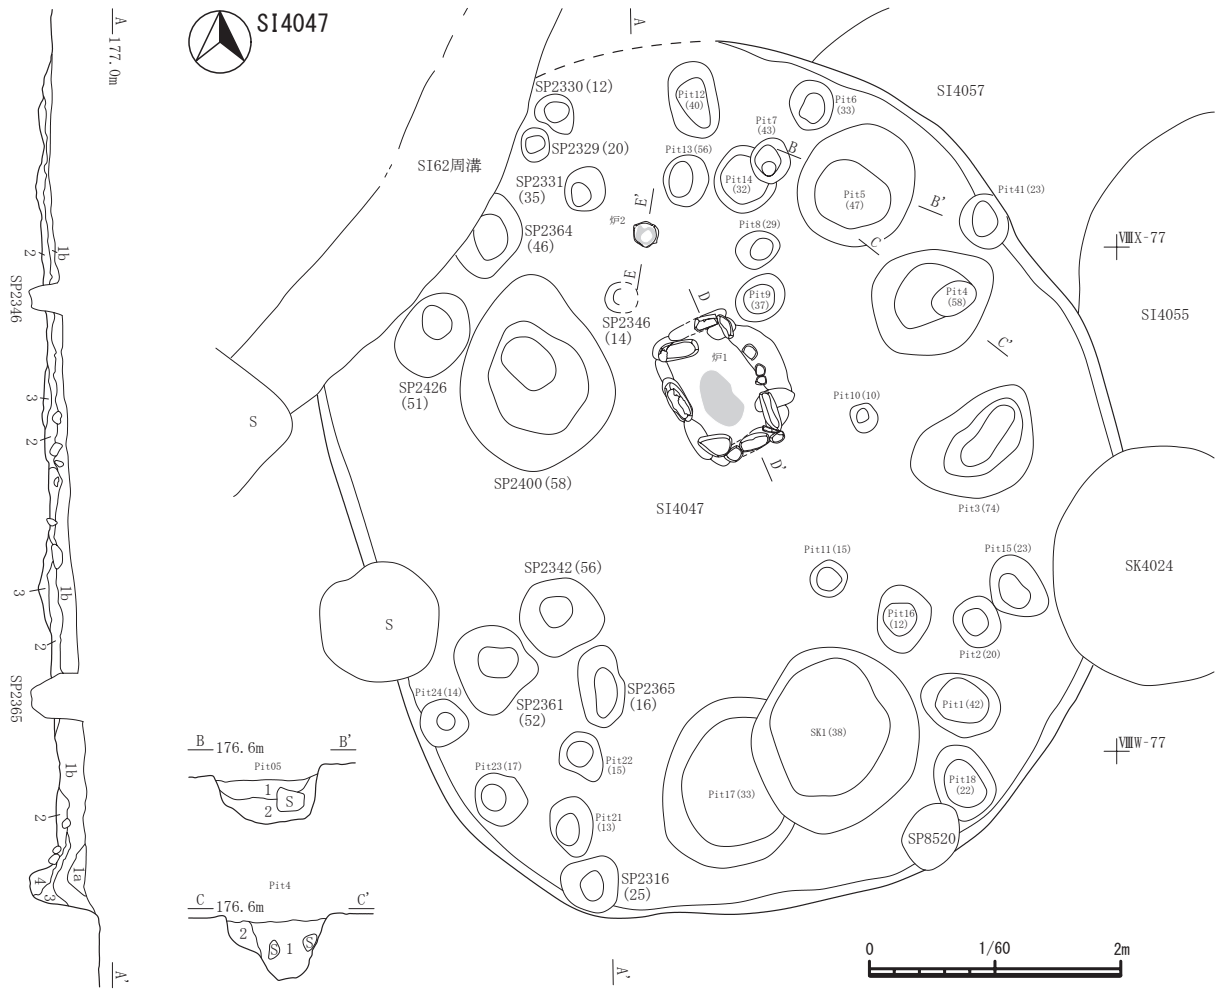 SI4047
A
177.0m
A
SI4057
SP2330(12)
Pit12
(40)
Pit6
(33)
Pit7
(43)
B
SP2329(20)
Pit13(56)
SI62周溝
SP2331
(35)
Pit14
(32)
Pit5
(47)
Pit41(23)
B'
E'
炉2
SP2364
(46)
Pit8(29)
C
ⅧX-77
1b
2
E
SP2346
SP2346
(14)
Pit9
(37)
D
Pit4
(58)
SI4055
C'
炉1
SP2426
(51)
3
Pit10(10)
S
2
D'
SP2400(58)
SI4047
Pit3(74)
Pit11(15)
Pit15(23)
SK4024
SP2342(56)
1b
3
S
Pit16
(12)
2
Pit2(20)
SP2365
Pit24(14)
SP2361
(52)
SP2365
(16)
Pit1(42)
SK1(38)
ⅧW-77
B 176.6m B'
Pit05
1
S
2
1b
Pit23(17)
Pit22
(15)
Pit17(33)
Pit18
(22)
2
Pit21
(13)
SP8520
1a
4
3
Pit4
SP2316
(25)
C 176.6m C'
2
S
1
S
0 1/60 2m
A'
A'